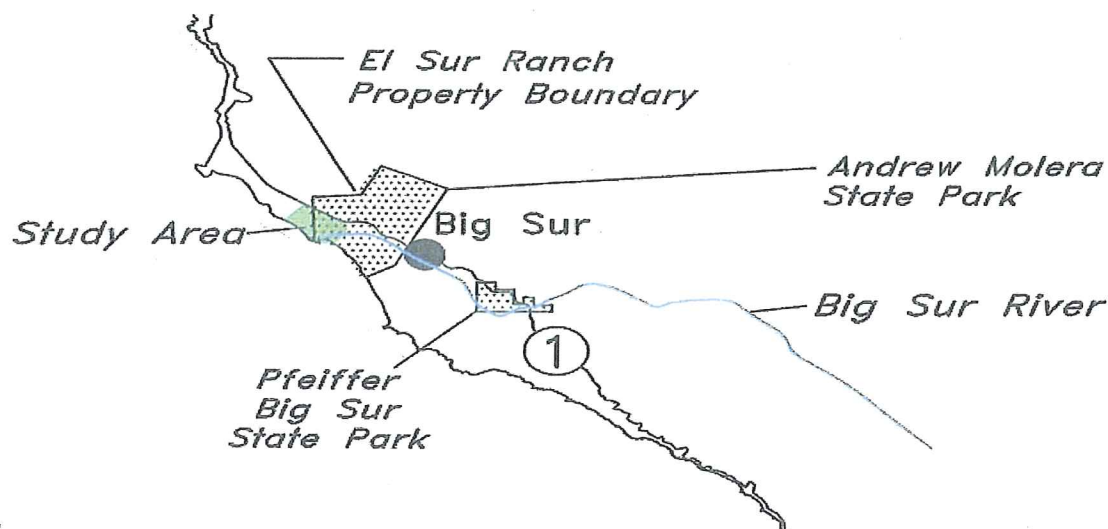 El Sur Ranch
Property Boundary
Andrew Molera
State Park
Big Sur
Study Area
Big Sur River
1
Pfeiffer
Big Sur
State Park